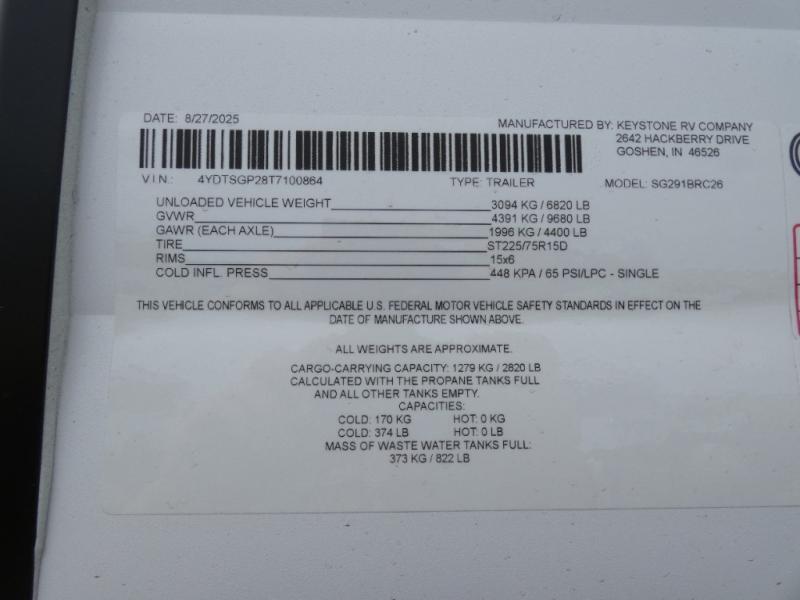 DATE: 8/27/2025
MANUFACTURED BY: KEYSTONE RV COMPANY
2642 HACKBERRY DRIVE
GOSHEN, IN 46526
V.I.N.: 4YDTSGP28T7100864 TYPE: TRAILER MODEL: SG291BRC26
UNLOADED VEHICLE WEIGHT 3094 KG / 6820 LB
GVWR 4391 KG / 9680 LB
GAWR (EACH AXLE) 1996 KG / 4400 LB
TIRE ST225/75R15D
RIMS 15x6
COLD INFL. PRESS 448 KPA / 65 PSI/LPC - SINGLE
THIS VEHICLE CONFORMS TO ALL APPLICABLE U.S. FEDERAL MOTOR VEHICLE SAFETY STANDARDS IN EFFECT ON THE
DATE OF MANUFACTURE SHOWN ABOVE.
ALL WEIGHTS ARE APPROXIMATE.
CARGO-CARRYING CAPACITY: 1279 KG / 2820 LB
CALCULATED WITH THE PROPANE TANKS FULL
AND ALL OTHER TANKS EMPTY.
CAPACITIES:
COLD: 170 KG HOT: 0 KG
COLD: 374 LB HOT: 0 LB
MASS OF WASTE WATER TANKS FULL:
373 KG / 822 LB